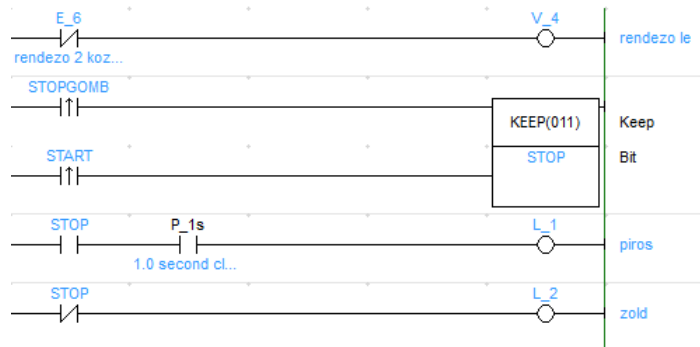 E_6 V_4
rendezo le
rendezo 2 koz...
STOPGOMB
KEEP(011) Keep
START STOP Bit
STOP P_1s L_1
piros
1.0 second cl...
STOP L_2
zold